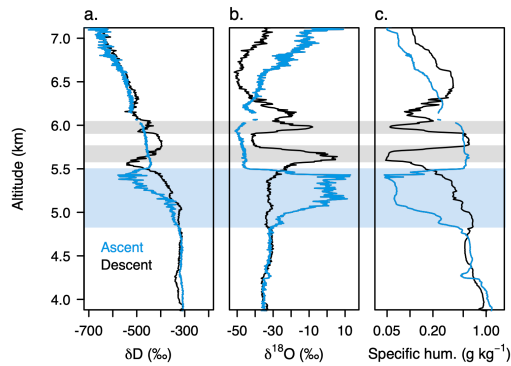 a.
b.
c.
7.0
6.5
6.0
5.5
5.0
4.5
4.0
Altitude (km)
Ascent
Descent
-700 -500 -300
-50 -30 -10 10
0.05 0.20 1.00
δD (‰)
δ¹⁸O (‰)
Specific hum. (g kg⁻¹)